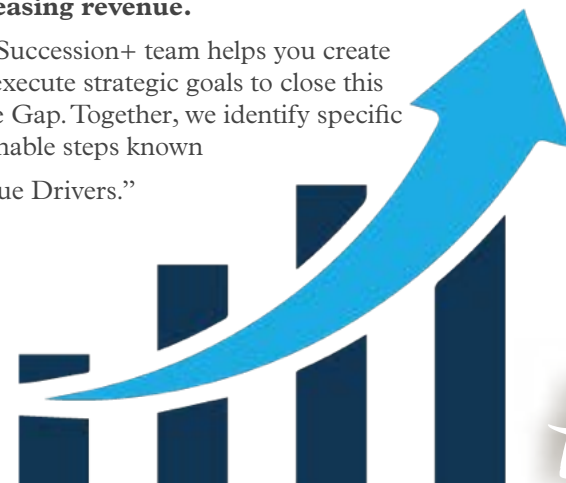 easing revenue.
Succession+ team helps you create
execute strategic goals to close this
e Gap. Together, we identify specific
nable steps known
ue Drivers.”